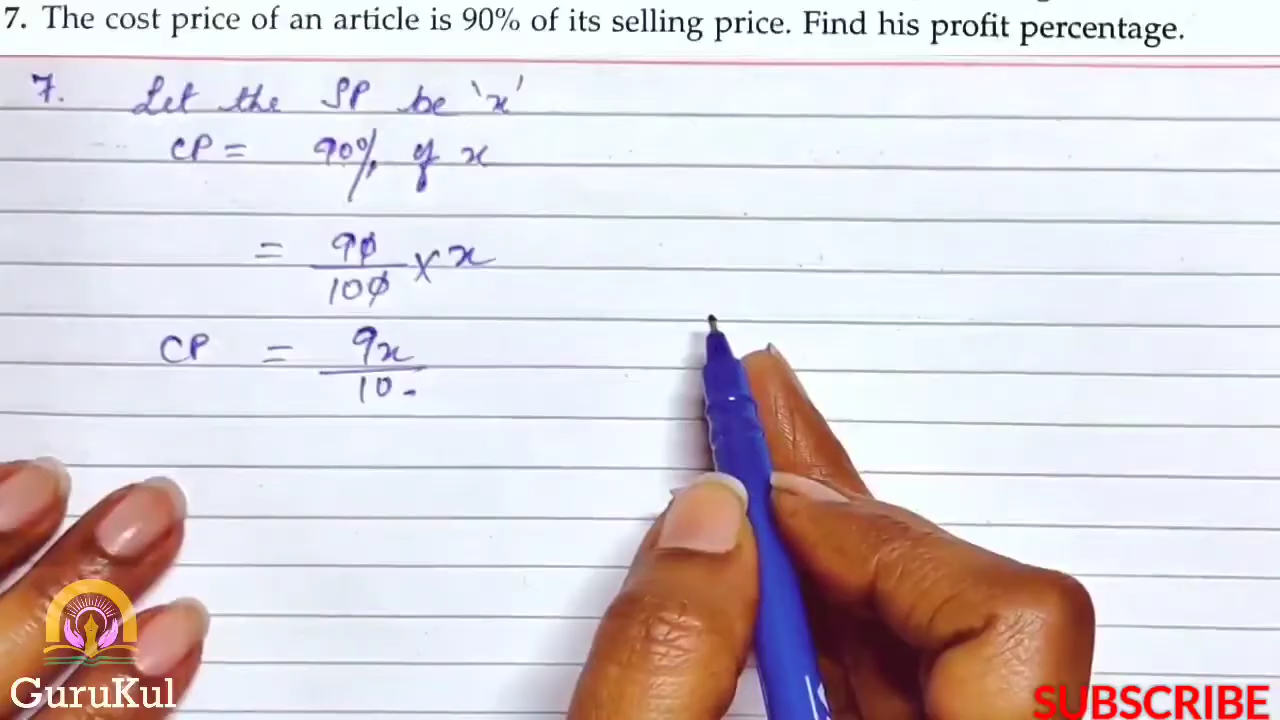 7. The cost price of an article is 90% of its selling price. Find his profit percentage.
7. Let the SP be 'x'
CP = 90% of x
= 90/100 × x
CP = 9x/10
GuruKul
SUBSCRIBE